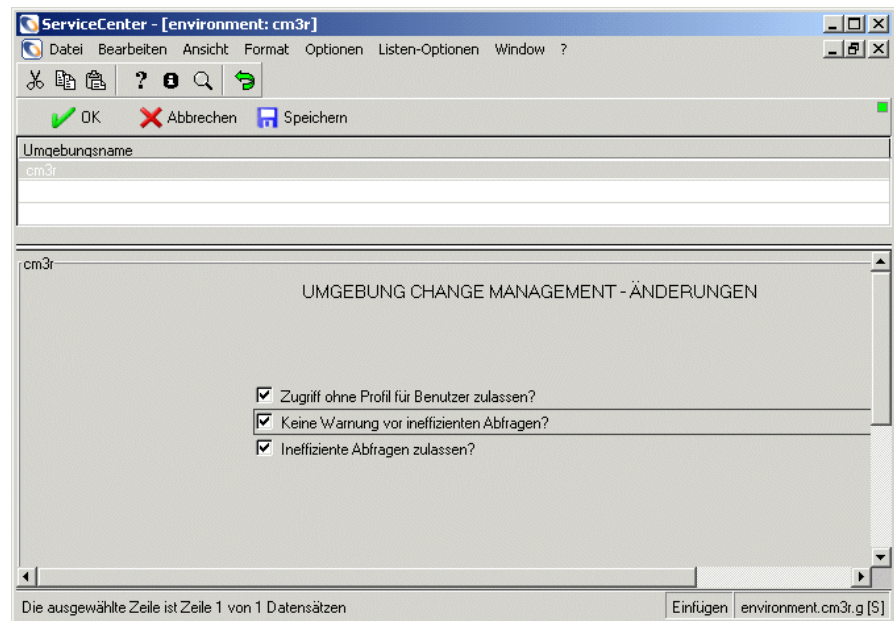 ServiceCenter - [environment: cm3r]
Datei Bearbeiten Ansicht Format Optionen Listen-Optionen Window ?
OK Abbrechen Speichern
Umgebungsname
cm3r
cm3r
UMGEBUNG CHANGE MANAGEMENT - ÄNDERUNGEN
Zugriff ohne Profil für Benutzer zulassen?
Keine Warnung vor ineffizienten Abfragen?
Ineffiziente Abfragen zulassen?
Die ausgewählte Zeile ist Zeile 1 von 1 Datensätzen Einfügen environment.cm3r.g [S]